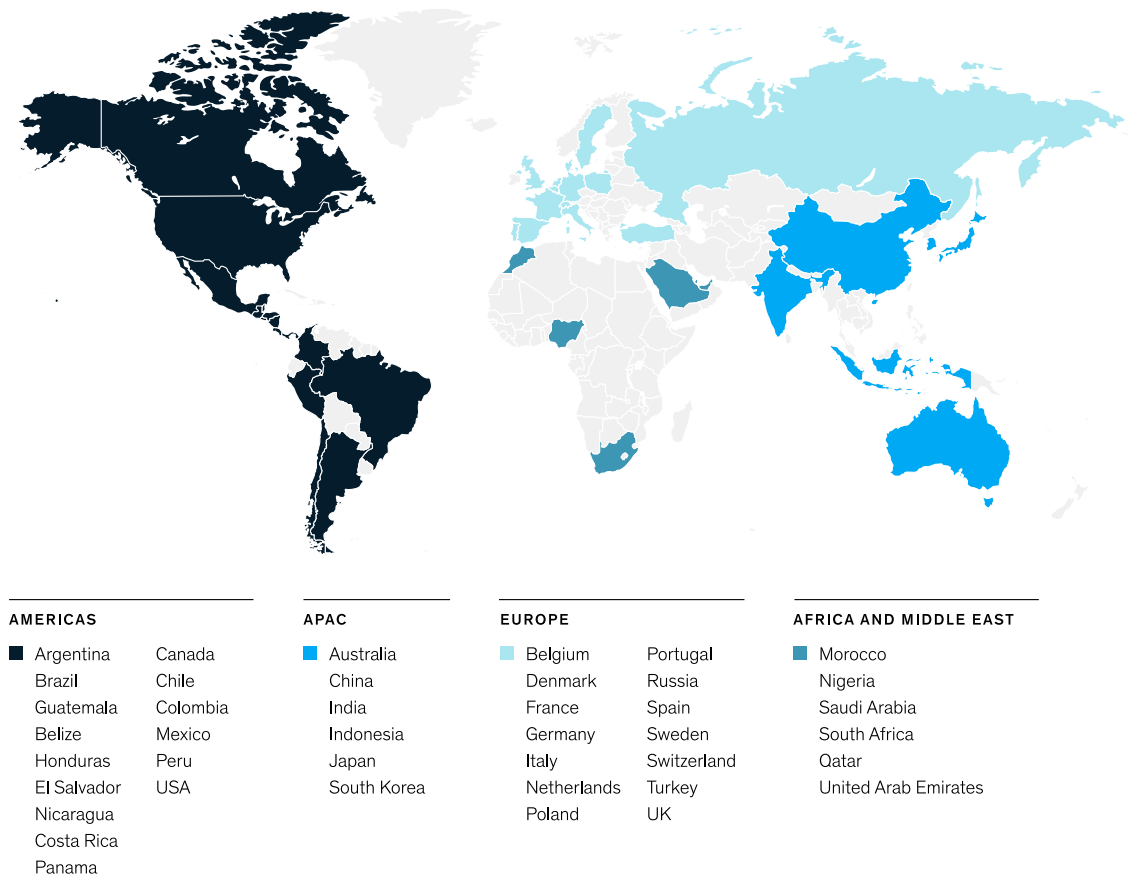 AMERICAS
Argentina
Brazil
Guatemala
Belize
Honduras
El Salvador
Nicaragua
Costa Rica
Panama
Canada
Chile
Colombia
Mexico
Peru
USA
APAC
Australia
China
India
Indonesia
Japan
South Korea
EUROPE
Belgium
Denmark
France
Germany
Italy
Netherlands
Poland
Portugal
Russia
Spain
Sweden
Switzerland
Turkey
UK
AFRICA AND MIDDLE EAST
Morocco
Nigeria
Saudi Arabia
South Africa
Qatar
United Arab Emirates